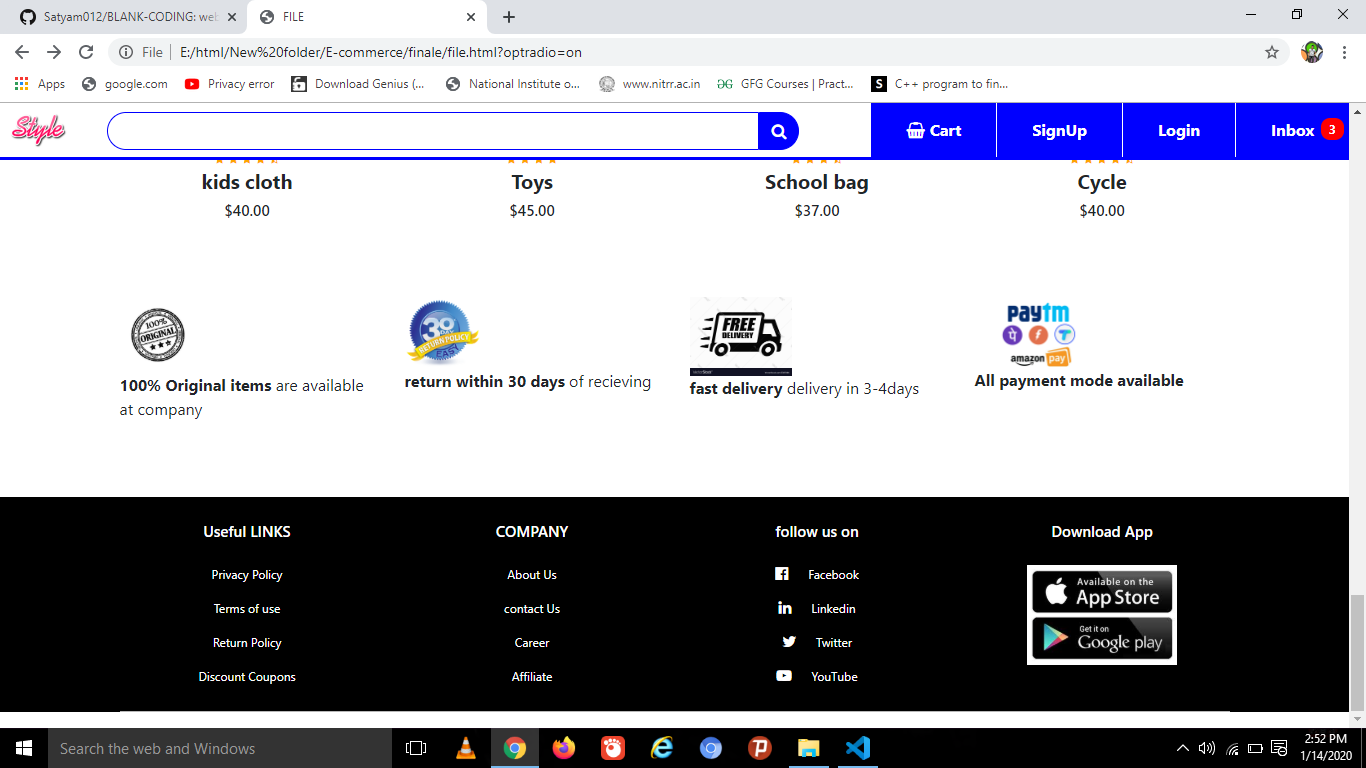 Satyam012/BLANK-CODING: web
FILE
File
E:/html/New%20folder/E-commerce/finale/file.html?optradio=on
Apps
google.com
Privacy error
Download Genius (...
National Institute o...
www.nitrr.ac.in
GFG Courses | Pract...
S
C++ program to fin...
Style
Cart
SignUp
Login
Inbox 3
kids cloth
Toys
School bag
Cycle
$40.00
$45.00
$37.00
$40.00
100%
ORIGINAL
30 DAY
RETURN POLICY
EASY
FREE
DELIVERY
paytm
amazon pay
100% Original items are available
at company
return within 30 days of recieving
fast delivery delivery in 3-4days
All payment mode available
Useful LINKS
Privacy Policy
Terms of use
Return Policy
Discount Coupons
COMPANY
About Us
contact Us
Career
Affiliate
follow us on
Facebook
Linkedin
Twitter
YouTube
Download App
Available on the
App Store
Get it on
Google play
Search the web and Windows
2:52 PM
1/14/2020